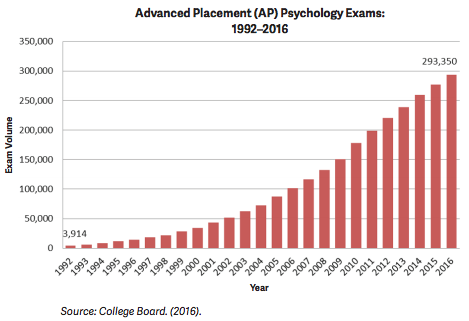 Advanced Placement (AP) Psychology Exams:
1992–2016
350,000
300,000
250,000
200,000
150,000
100,000
50,000
0
Exam Volume
293,350
3,914
1992 1993 1994 1995 1996 1997 1998 1999 2000 2001 2002 2003 2004 2005 2006 2007 2008 2009 2010 2011 2012 2013 2014 2015 2016
Year
Source: College Board. (2016).